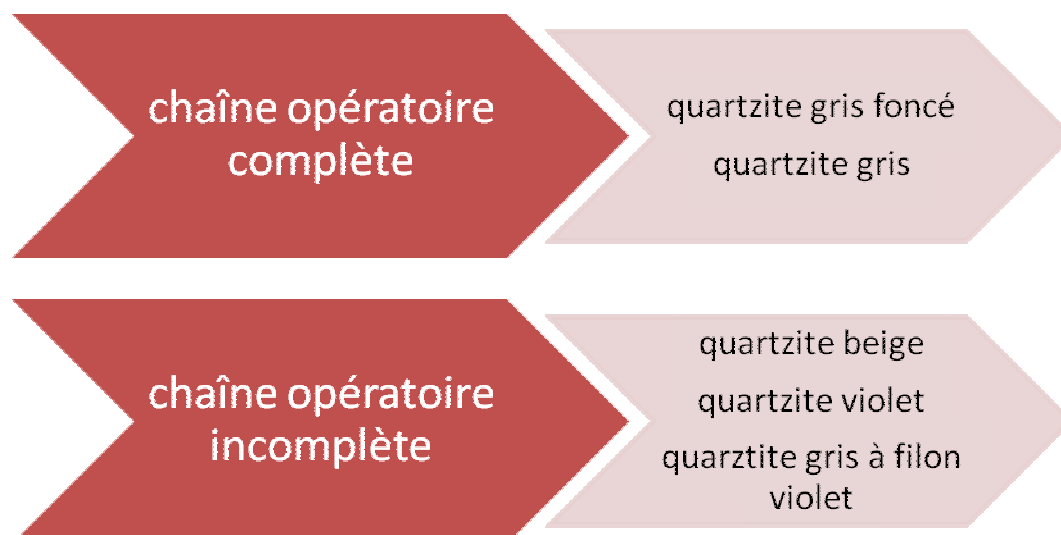 chaîne opératoire
complète
quartzite gris foncé
quartzite gris
chaîne opératoire
incomplète
quartzite beige
quartzite violet
quarztite gris à filon
violet